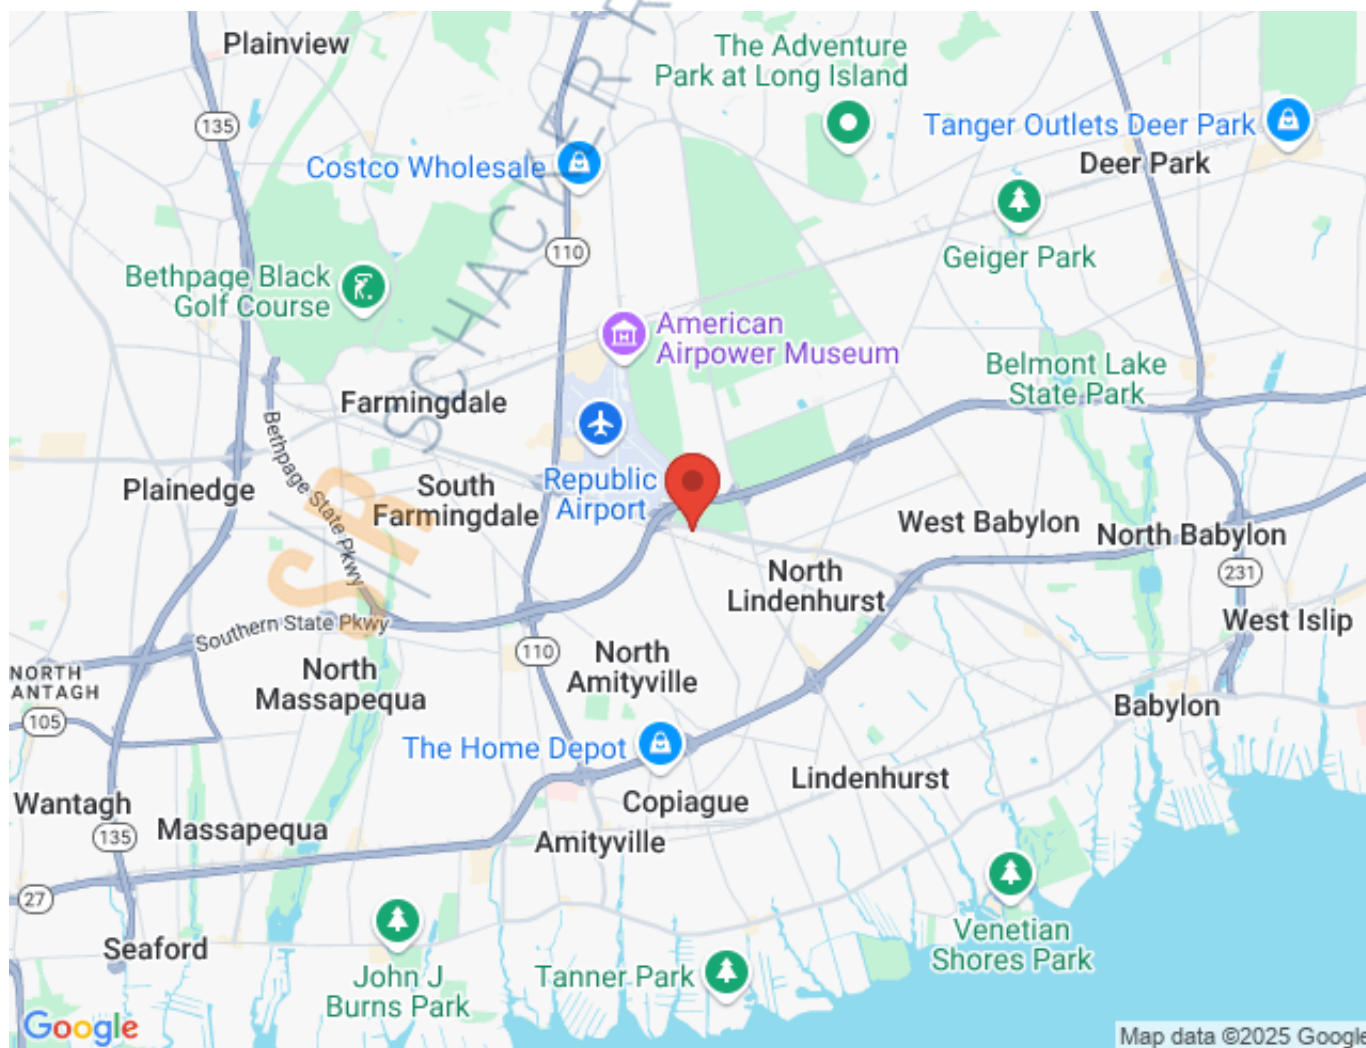 Plainview
The Adventure
Park at Long Island
135
Tanger Outlets Deer Park
Deer Park
Costco Wholesale
110
Geiger Park
Bethpage Black
Golf Course
American
Airpower Museum
Belmont Lake
State Park
Farmingdale
SCHACKER R
Bethpage State Pkwy
Plainedge
South
Farmingdale
Republic
Airport
West Babylon
North Babylon
SIB
North
Lindenhurst
231
West Islip
Southern State Pkwy
110
North
Amityville
NORTH
ANTAGH
North
Massapequa
105
Babylon
The Home Depot
Lindenhurst
Copiague
Wantagh
135
Massapequa
Amityville
27
Seaford
John J
Burns Park
Tanner Park
Venetian
Shores Park
Google
Map data ©2025 Google